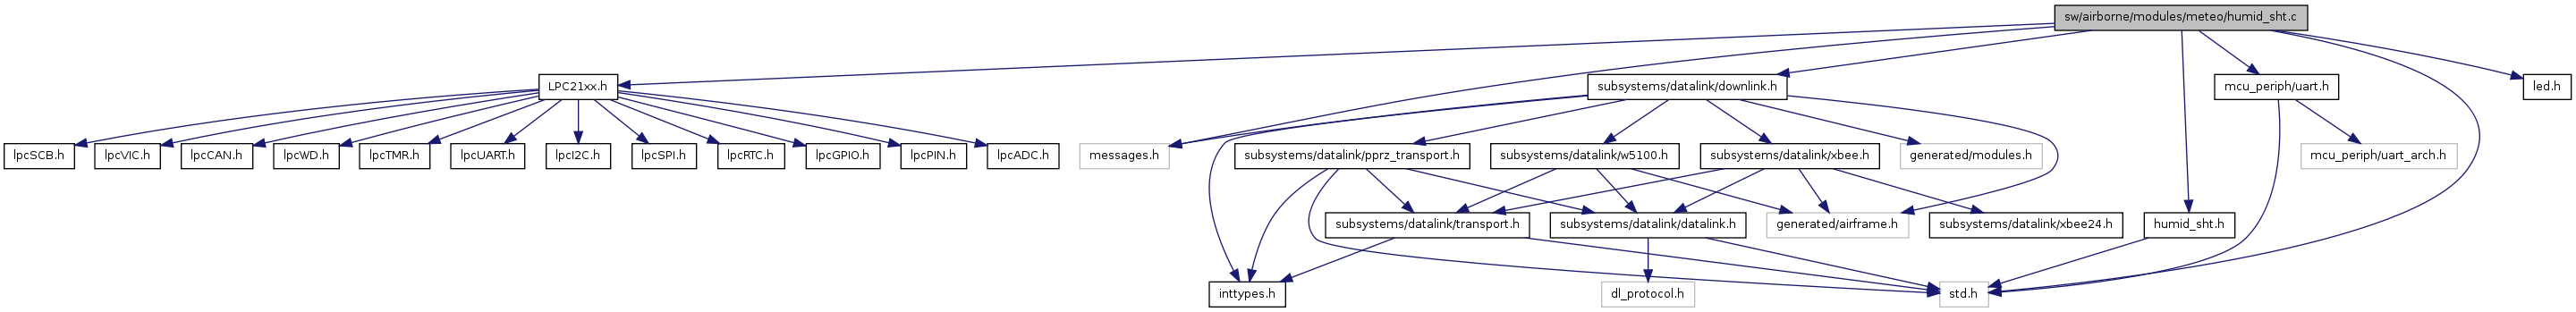 sw/airborne/modules/meteo/humid_sht.c
LPC21xx.h
subsystems/datalink/downlink.h
mcu_periph/uart.h
led.h
lpcSCB.h
lpcVIC.h
lpcCAN.h
lpcWD.h
lpcTMR.h
lpcUART.h
lpcI2C.h
lpcSPI.h
lpcRTC.h
lpcGPIO.h
lpcPIN.h
lpcADC.h
messages.h
subsystems/datalink/pprz_transport.h
subsystems/datalink/w5100.h
subsystems/datalink/xbee.h
generated/modules.h
mcu_periph/uart_arch.h
subsystems/datalink/transport.h
subsystems/datalink/datalink.h
generated/airframe.h
subsystems/datalink/xbee24.h
humid_sht.h
inttypes.h
dl_protocol.h
std.h